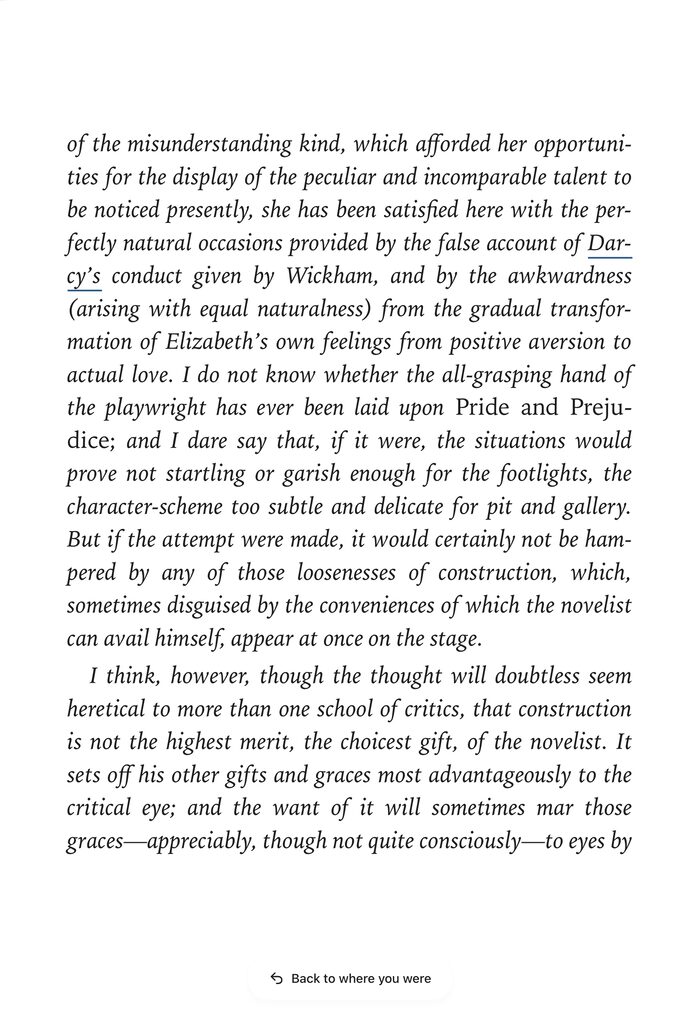 of the misunderstanding kind, which afforded her opportuni-
ties for the display of the peculiar and incomparable talent to
be noticed presently, she has been satisfied here with the per-
fectly natural occasions provided by the false account of Dar-
cy’s conduct given by Wickham, and by the awkwardness
(arising with equal naturalness) from the gradual transfor-
mation of Elizabeth’s own feelings from positive aversion to
actual love. I do not know whether the all-grasping hand of
the playwright has ever been laid upon Pride and Preju-
dice; and I dare say that, if it were, the situations would
prove not startling or garish enough for the footlights, the
character-scheme too subtle and delicate for pit and gallery.
But if the attempt were made, it would certainly not be ham-
pered by any of those loosenesses of construction, which,
sometimes disguised by the conveniences of which the novelist
can avail himself, appear at once on the stage.
I think, however, though the thought will doubtless seem
heretical to more than one school of critics, that construction
is not the highest merit, the choicest gift, of the novelist. It
sets off his other gifts and graces most advantageously to the
critical eye; and the want of it will sometimes mar those
graces—appreciably, though not quite consciously—to eyes by
Back to where you were